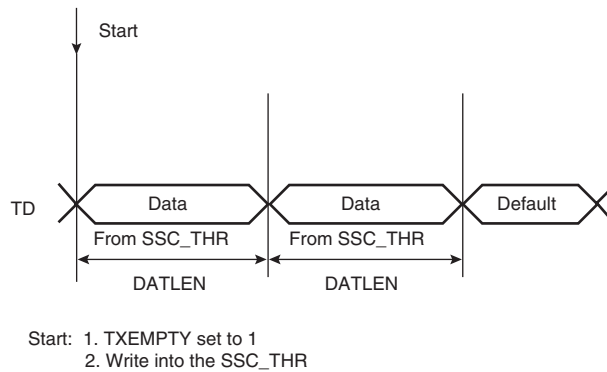 Start
TD
Data
Data
Default
From SSC_THR
From SSC_THR
DATLEN
DATLEN
Start: 1. TXEMPTY set to 1
2. Write into the SSC_THR